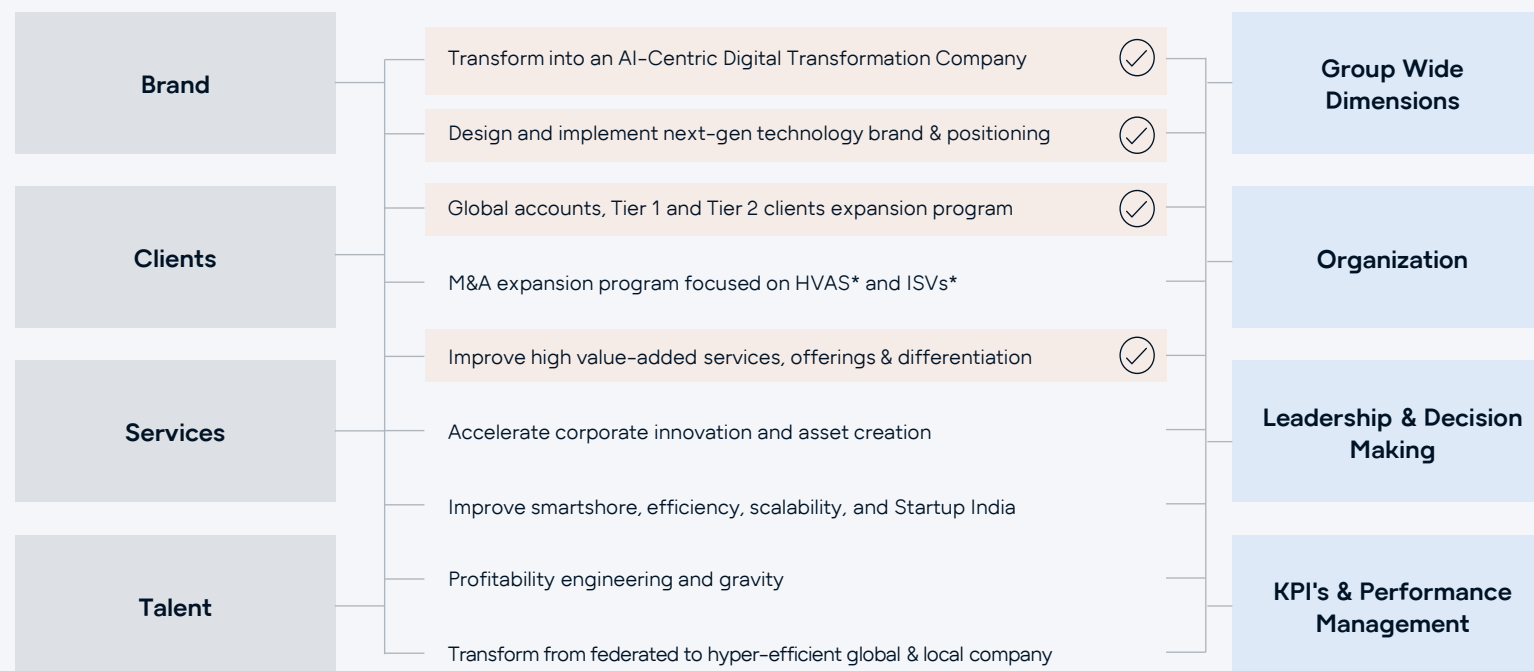 Brand
Clients
Services
Talent
Transform into an AI-Centric Digital Transformation Company
Design and implement next-gen technology brand & positioning
Global accounts, Tier 1 and Tier 2 clients expansion program
M&A expansion program focused on HVAS* and ISVs*
Improve high value-added services, offerings & differentiation
Accelerate corporate innovation and asset creation
Improve smartshore, efficiency, scalability, and Startup India
Profitability engineering and gravity
Transform from federated to hyper-efficient global & local company
Group Wide
Dimensions
Organization
Leadership & Decision
Making
KPI's & Performance
Management